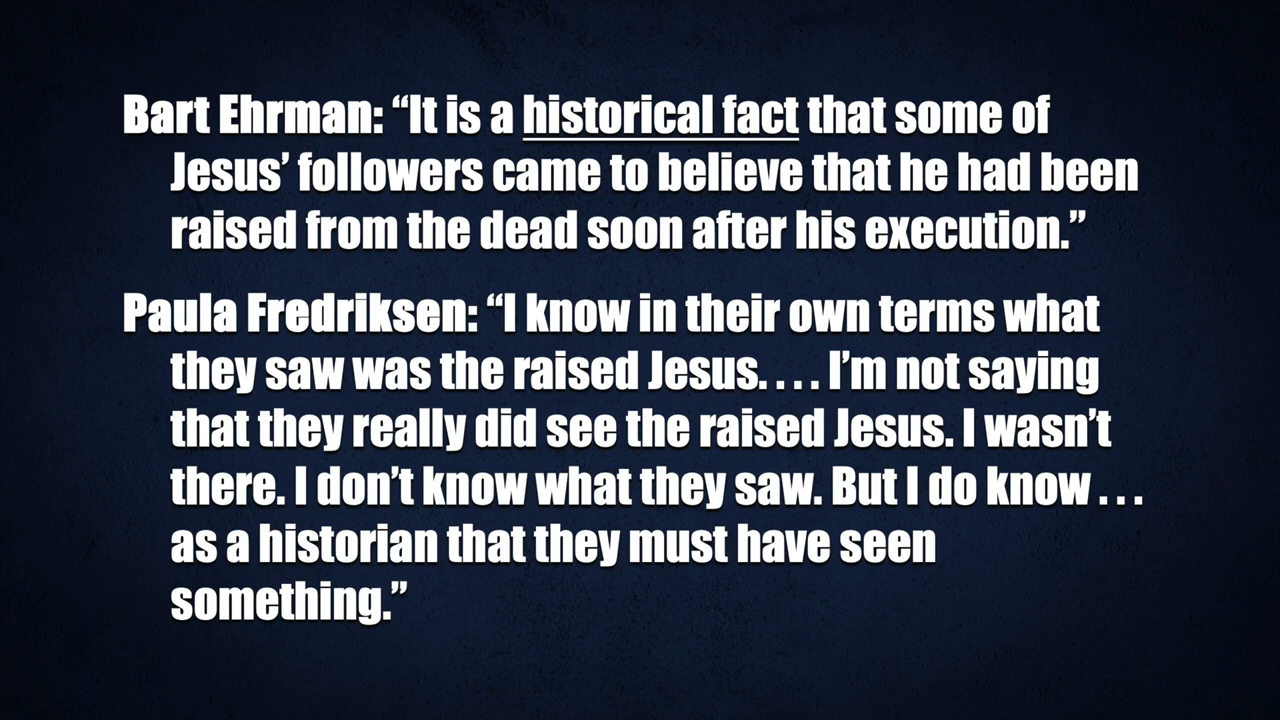 Bart Ehrman: “It is a historical fact that some of
Jesus’ followers came to believe that he had been
raised from the dead soon after his execution.”
Paula Fredriksen: “I know in their own terms what
they saw was the raised Jesus. . . . I’m not saying
that they really did see the raised Jesus. I wasn’t
there. I don’t know what they saw. But I do know . . .
as a historian that they must have seen
something.”